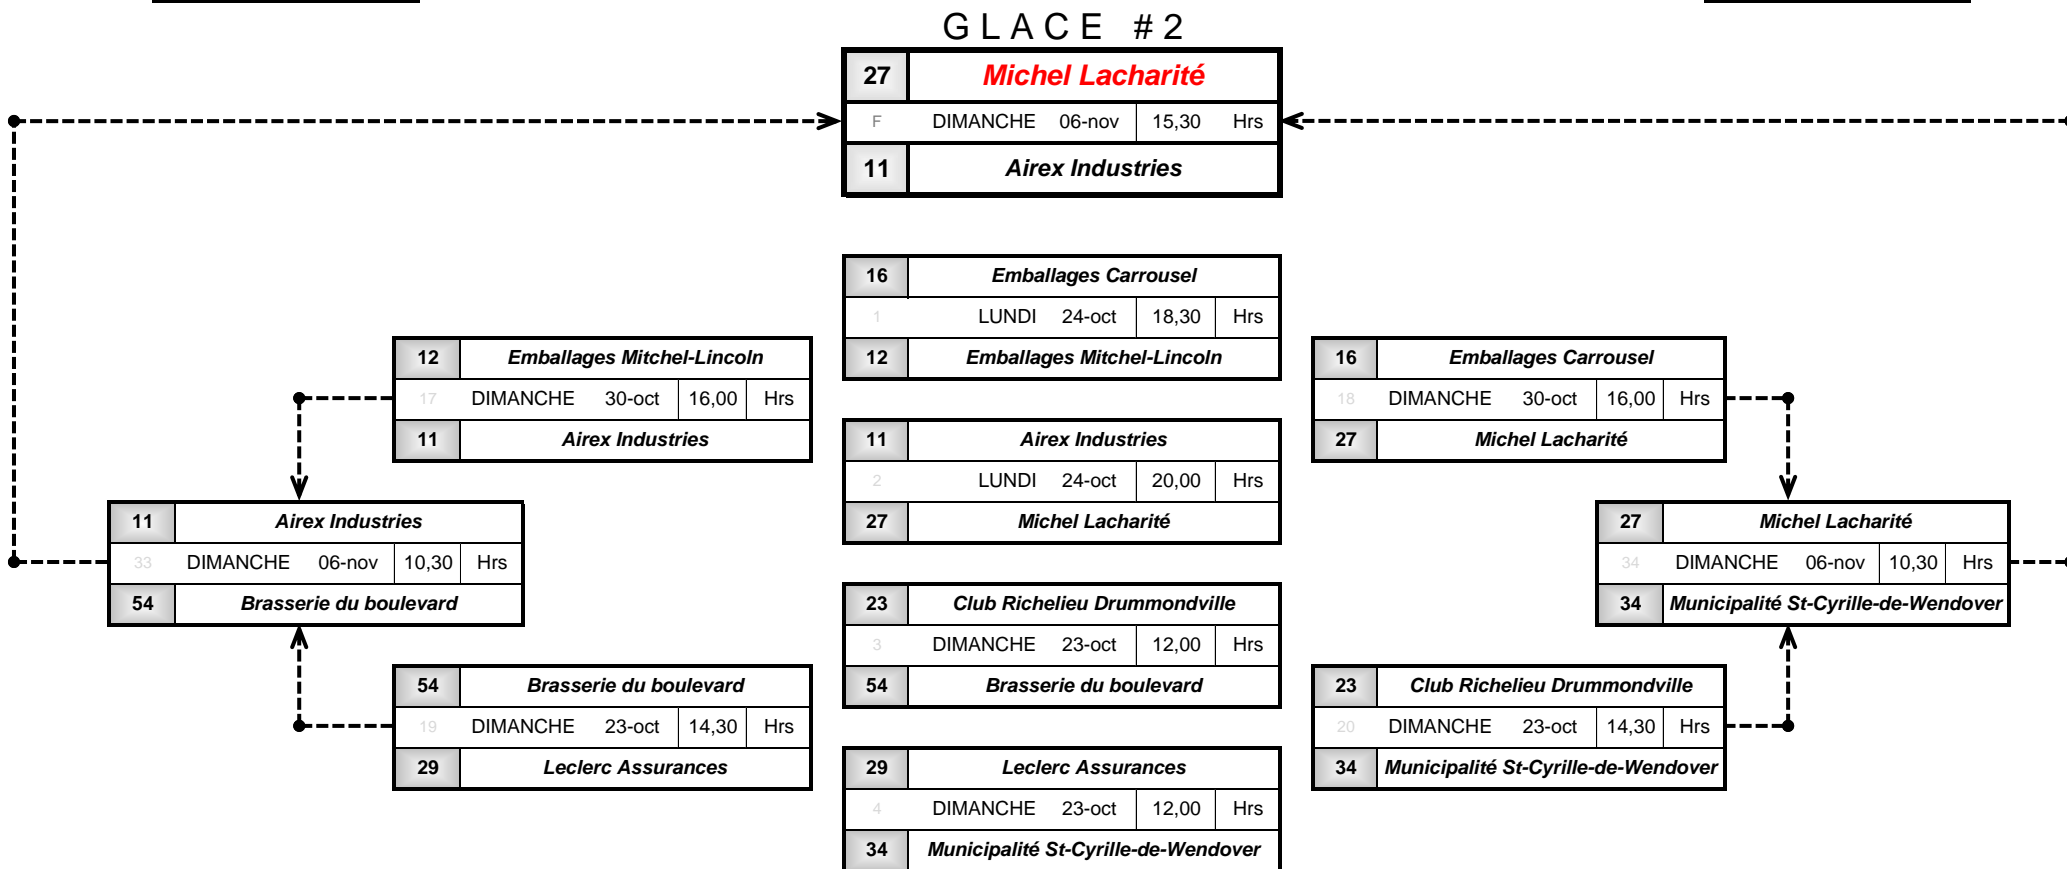 GLACE #2
27 Michel Lacharité
F DIMANCHE 06-nov 15,30 Hrs
11 Airex Industries
16 Emballages Carrousel
1 LUNDI 24-oct 18,30 Hrs
12 Emballages Mitchel-Lincoln
12 Emballages Mitchel-Lincoln
17 DIMANCHE 30-oct 16,00 Hrs
11 Airex Industries
16 Emballages Carrousel
18 DIMANCHE 30-oct 16,00 Hrs
27 Michel Lacharité
11 Airex Industries
2 LUNDI 24-oct 20,00 Hrs
27 Michel Lacharité
11 Airex Industries
33 DIMANCHE 06-nov 10,30 Hrs
54 Brasserie du boulevard
27 Michel Lacharité
34 DIMANCHE 06-nov 10,30 Hrs
34 Municipalité St-Cyrille-de-Wendover
23 Club Richelieu Drummondville
3 DIMANCHE 23-oct 12,00 Hrs
54 Brasserie du boulevard
54 Brasserie du boulevard
19 DIMANCHE 23-oct 14,30 Hrs
29 Leclerc Assurances
23 Club Richelieu Drummondville
20 DIMANCHE 23-oct 14,30 Hrs
34 Municipalité St-Cyrille-de-Wendover
29 Leclerc Assurances
4 DIMANCHE 23-oct 12,00 Hrs
34 Municipalité St-Cyrille-de-Wendover